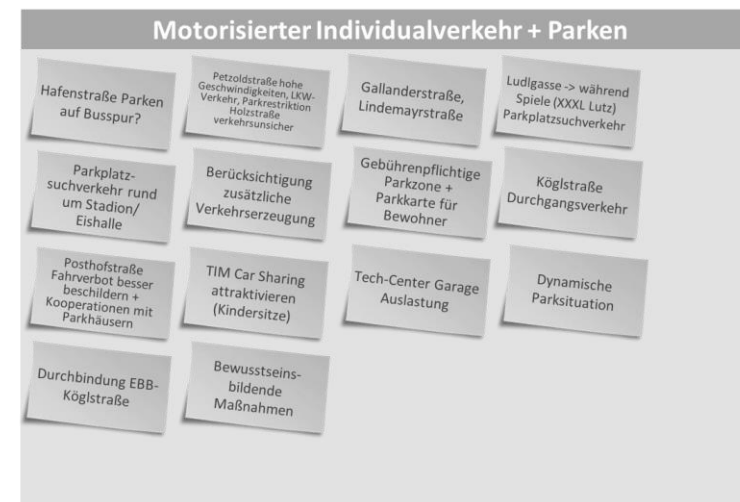 Motorisierter Individualverkehr + Parken
Hafenstraße Parken
auf Busspur?
Petzoldstraße hohe
Geschwindigkeiten, LKW-
Verkehr, Parkrestriktion
Holzstraße
verkehrsunsicher
Gallanderstraße,
Lindemayrstraße
Ludlgasse -> während
Spiele (XXXL Lutz)
Parkplatzsuchverkehr
Parkplatz-
suchverkehr rund
um Stadion/
Eishalle
Berücksichtigung
zusätzliche
Verkehrserzeugung
Gebührenpflichtige
Parkzone +
Parkkarte für
Bewohner
Köglstraße
Durchgangsverkehr
Posthofstraße
Fahrverbot besser
beschildern +
Kooperationen mit
Parkhäusern
TIM Car Sharing
attraktivieren
(Kindersitze)
Tech-Center Garage
Auslastung
Dynamische
Parksituation
Durchbindung EBB-
Köglstraße
Bewusstseins-
bildende
Maßnahmen